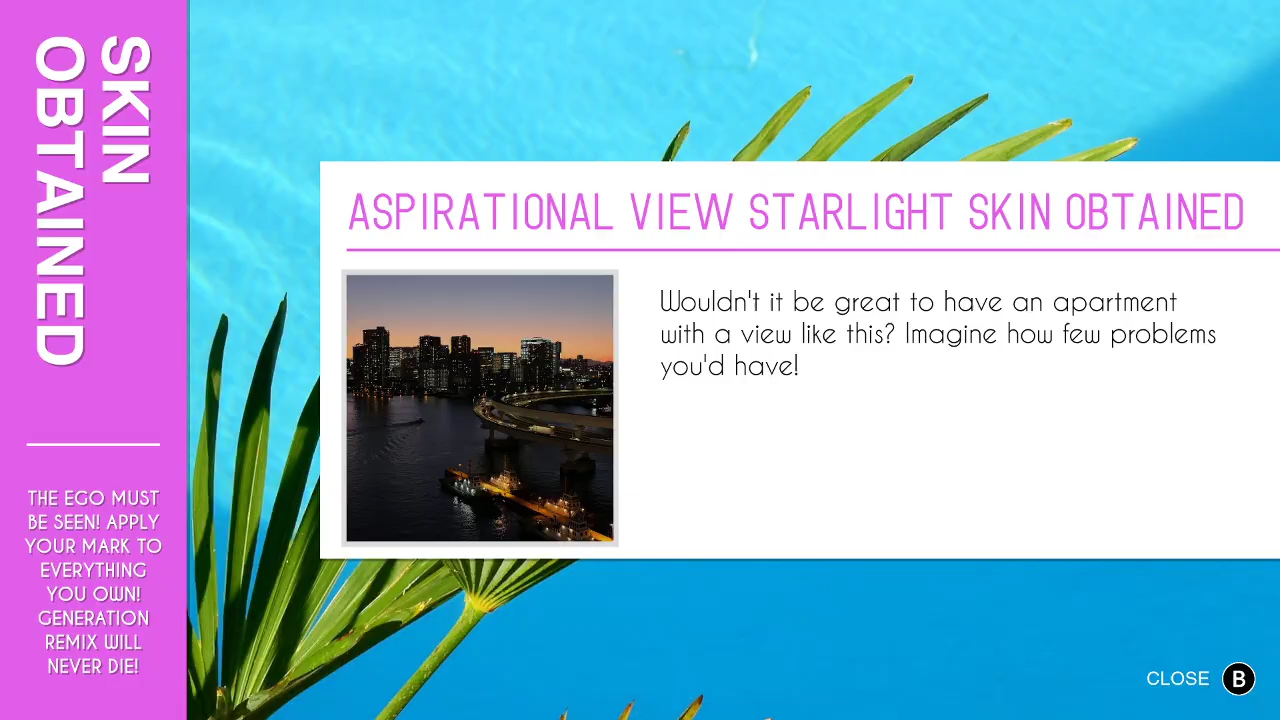 SKIN
OBTAINED
THE EGO MUST
BE SEEN! APPLY
YOUR MARK TO
EVERYTHING
YOU OWN!
GENERATION
REMIX WILL
NEVER DIE!
ASPIRATIONAL VIEW STARLIGHT SKIN OBTAINED
Wouldn't it be great to have an apartment
with a view like this? Imagine how few problems
you'd have!
CLOSE B